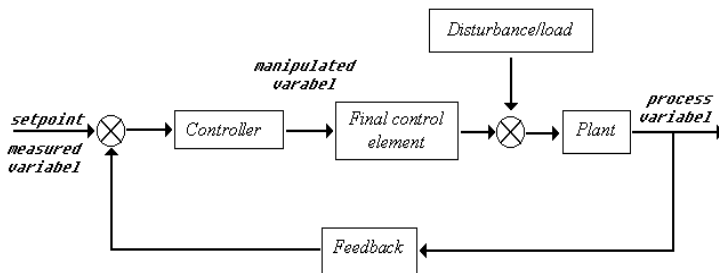 Disturbance/load
manipulated
varabel
process
variabel
setpoint
measured
variabel
Controller
Final control
element
Plant
Feedback